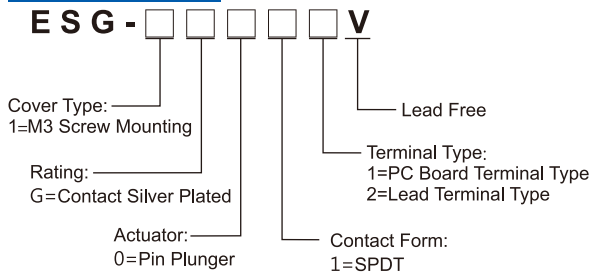 ESG-□□□□□V
Cover Type:
1=M3 Screw Mounting
Lead Free
Rating:
G=Contact Silver Plated
Terminal Type:
1=PC Board Terminal Type
2=Lead Terminal Type
Actuator:
0=Pin Plunger
Contact Form:
1=SPDT